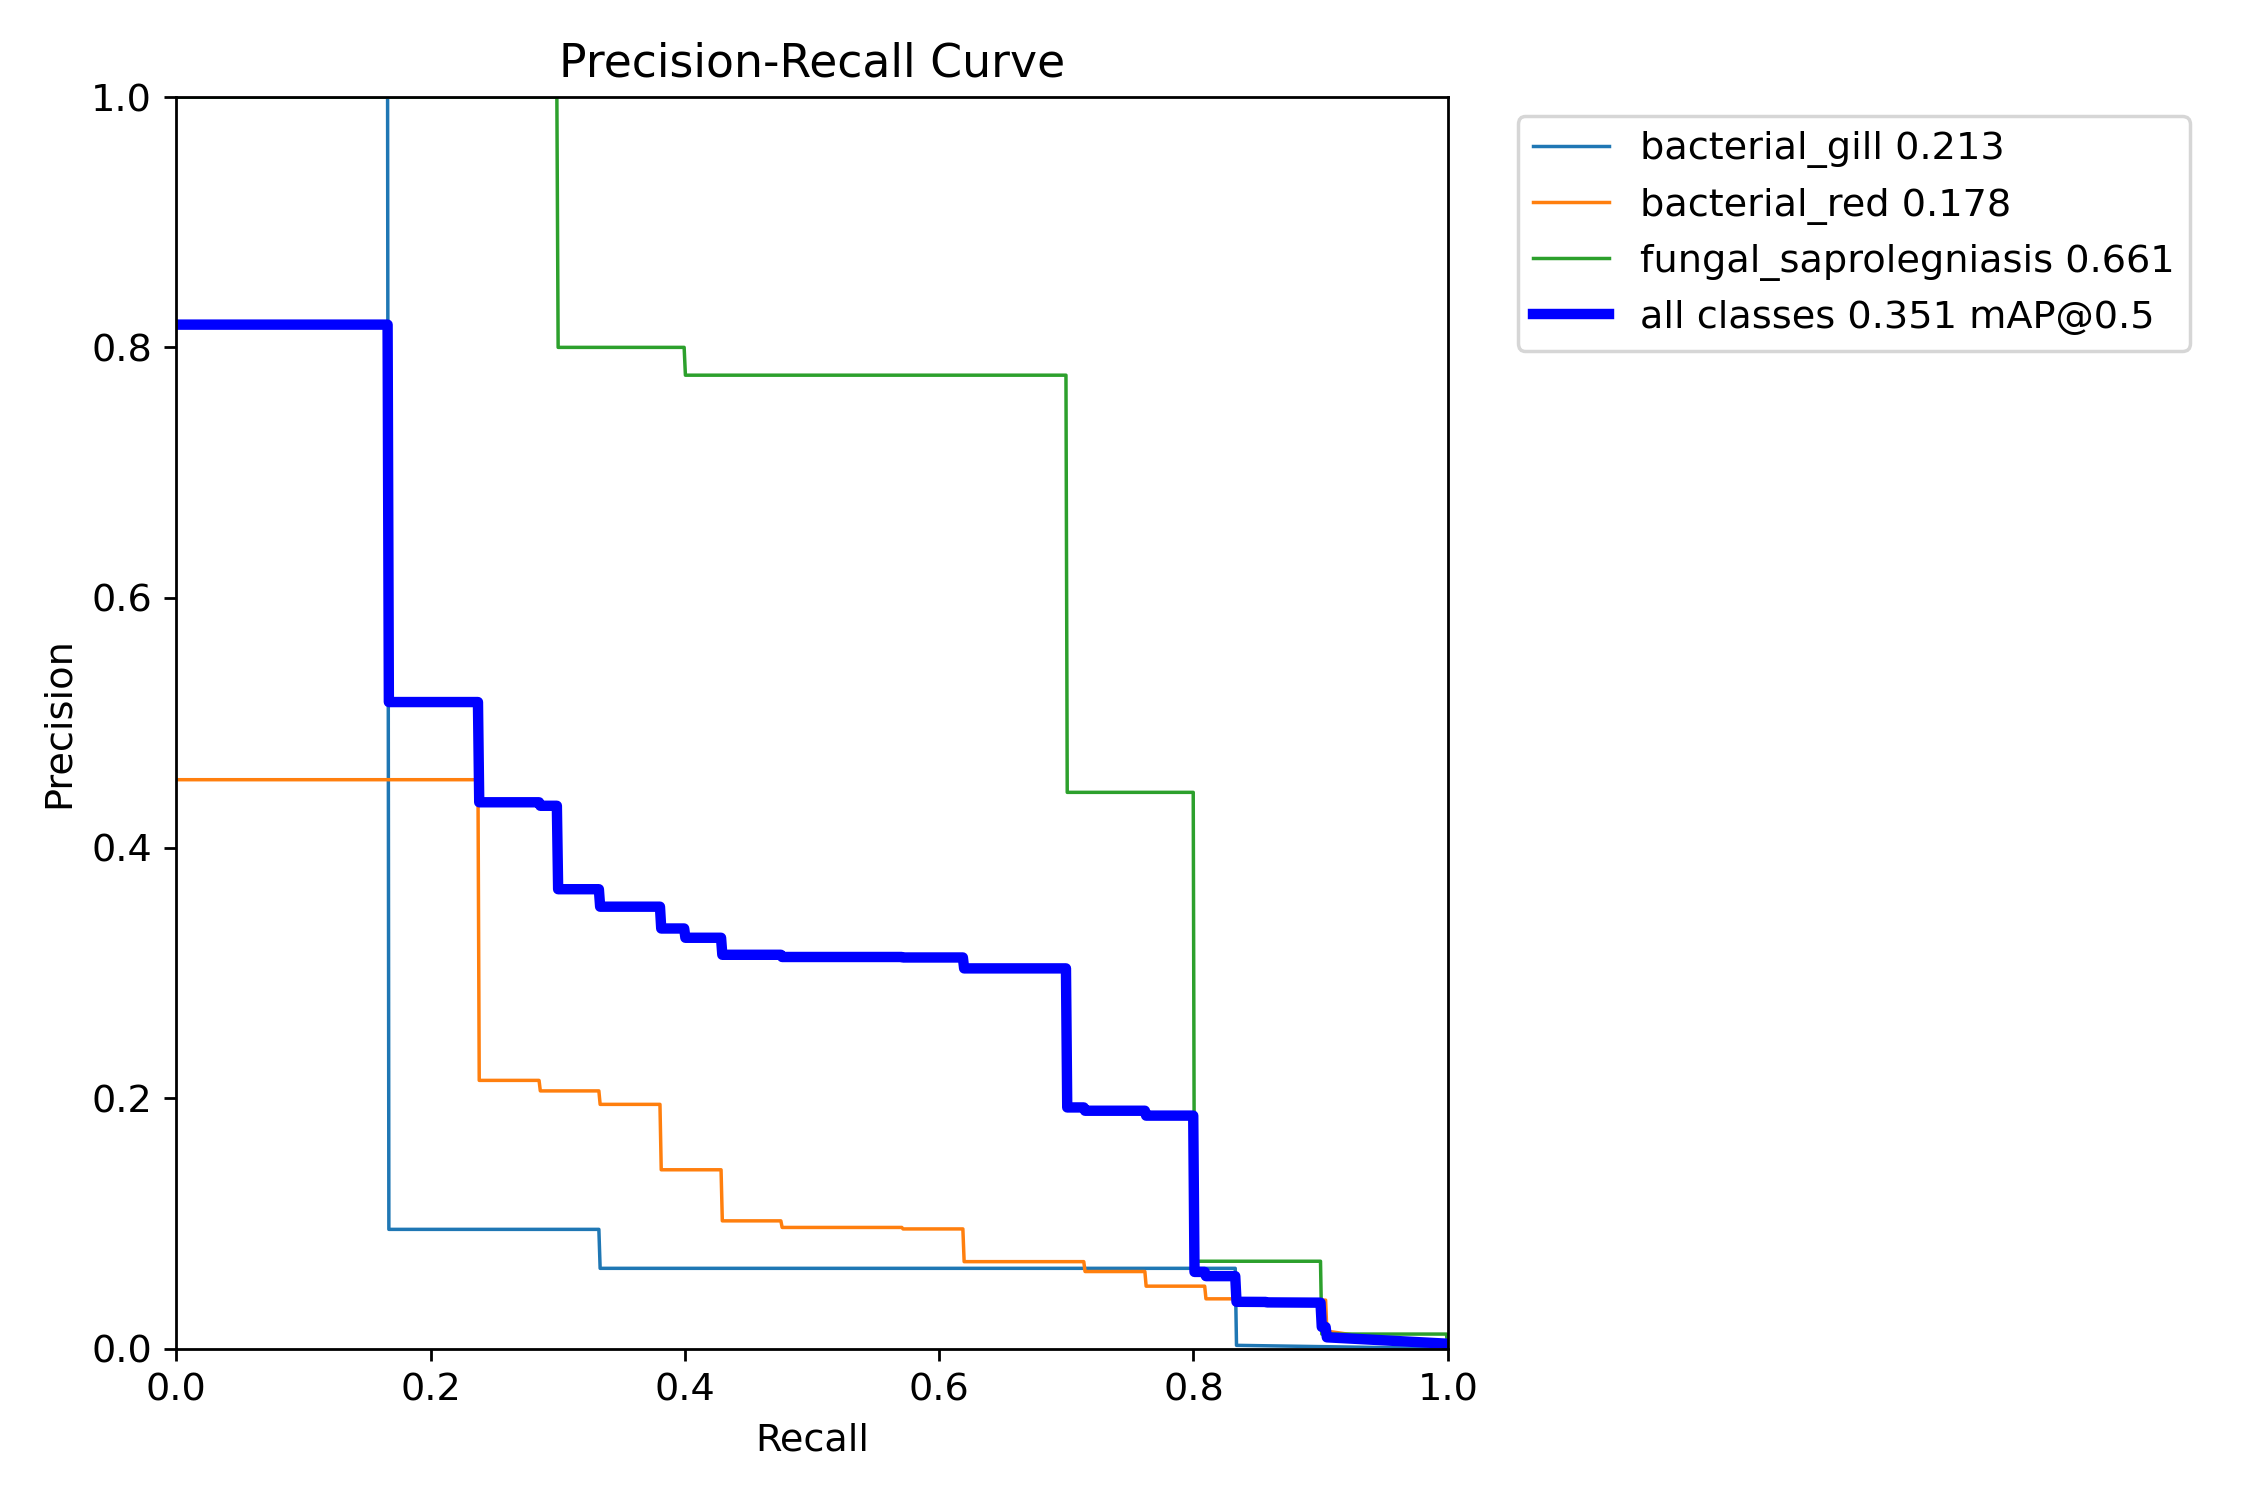 Precision-Recall Curve
1.0
0.8
0.6
0.4
0.2
0.0
Precision
0.0 0.2 0.4 0.6 0.8 1.0
Recall
bacterial_gill 0.213
bacterial_red 0.178
fungal_saprolegniasis 0.661
all classes 0.351 mAP@0.5